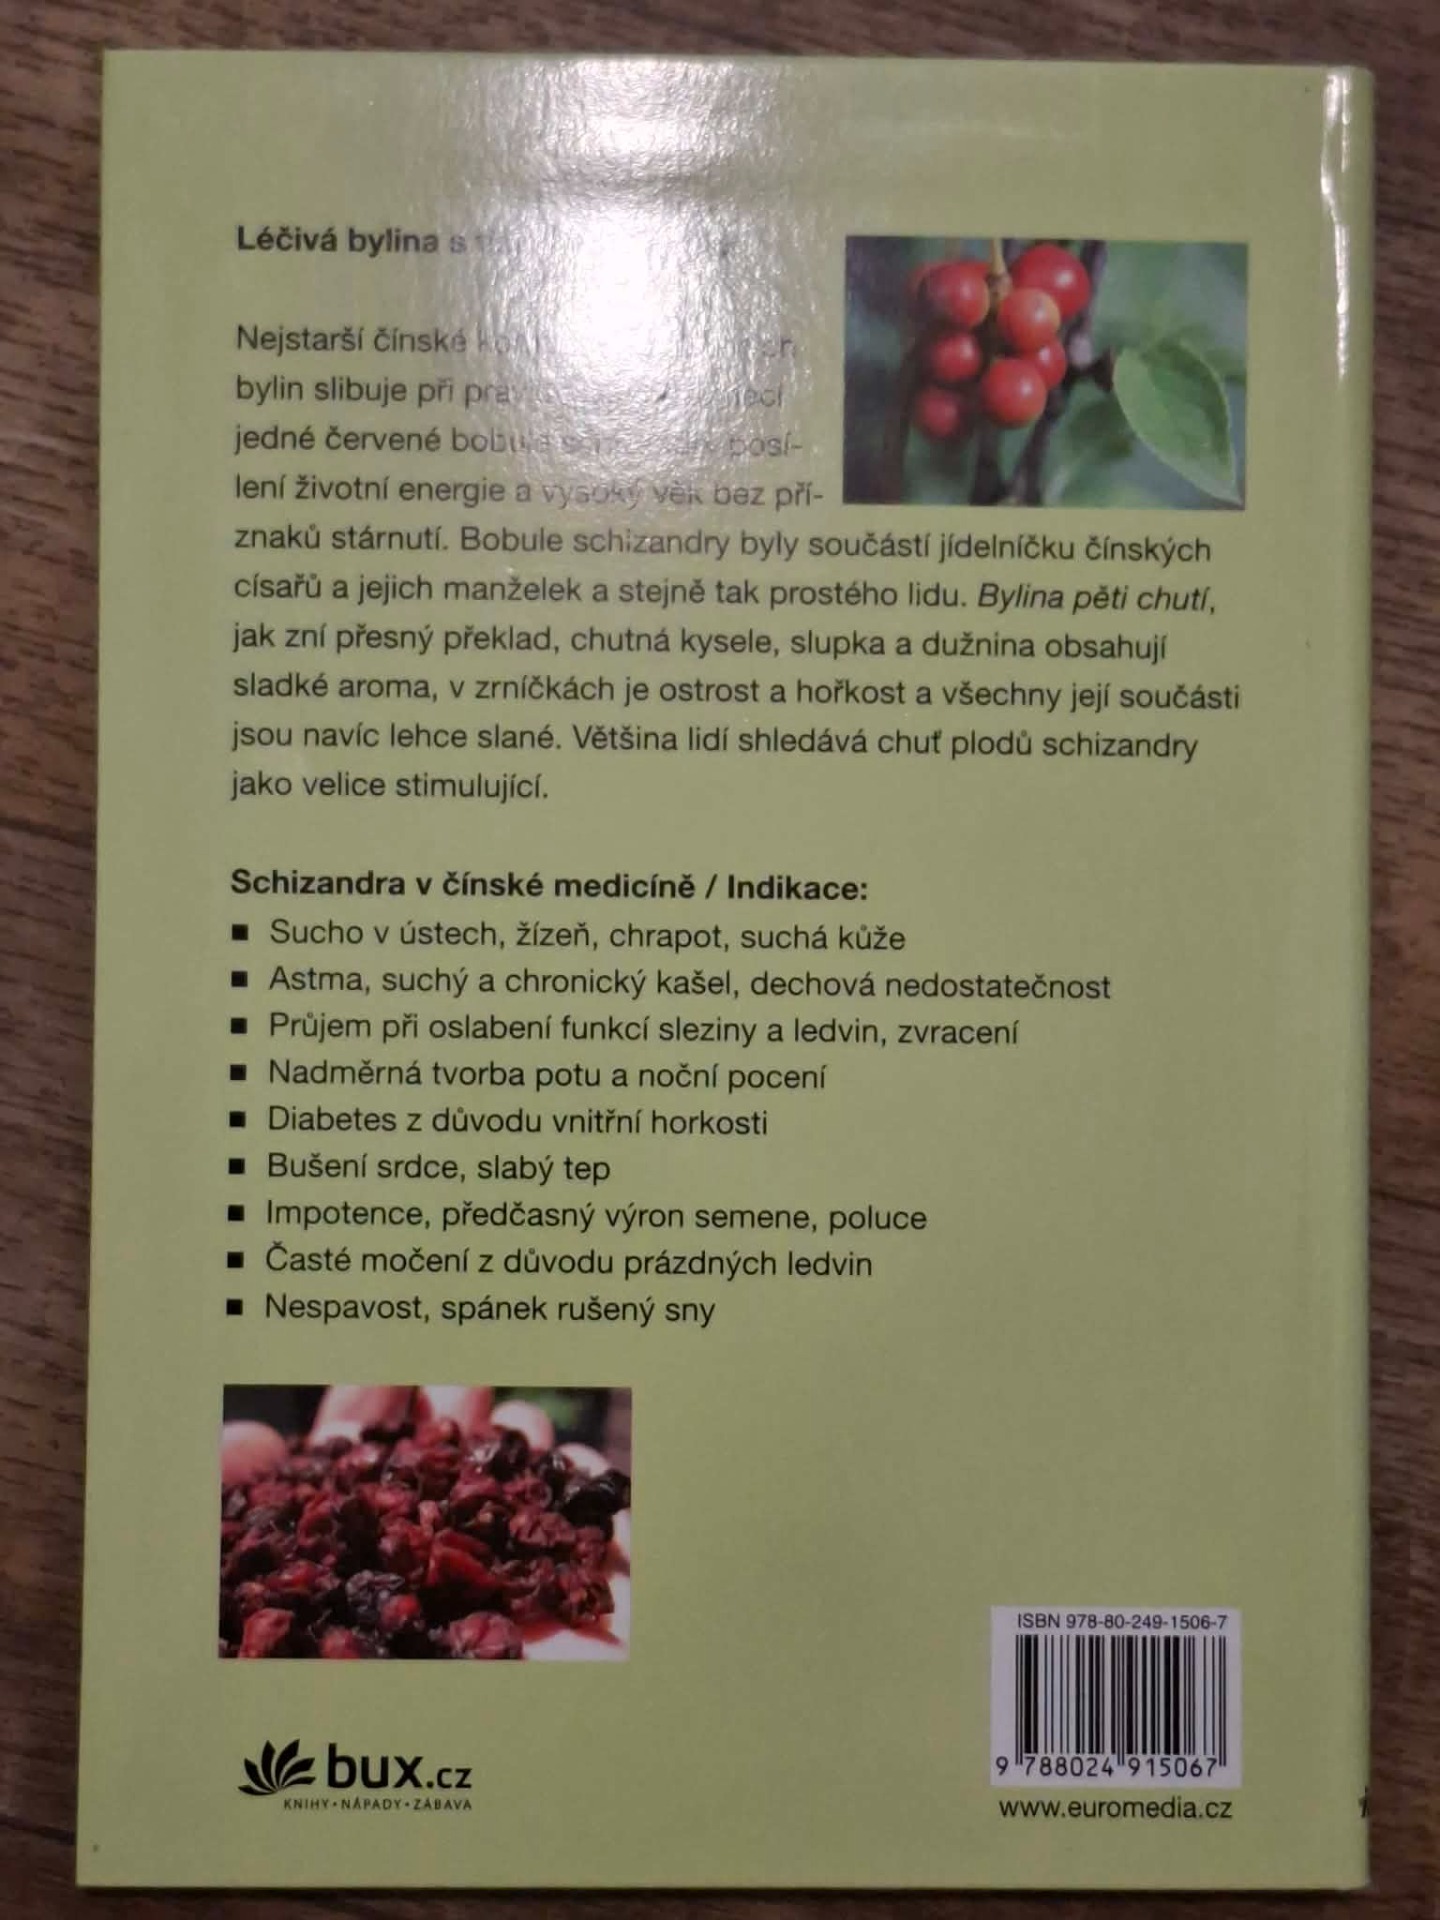 Léčivá bylina s
Nejstarší čínské
bylin slibuje při
jedné červené bobule posí-
lení životní energie a vysoký věk bez pří-
znaků stárnutí. Bobule schizandry byly součástí jídelníčku čínských
císařů a jejich manželek a stejně tak prostého lidu. Bylina pěti chutí,
jak zní přesný překlad, chutná kysele, slupka a dužnina obsahují
sladké aroma, v zrníčkách je ostrost a hořkost a všechny její součásti
jsou navíc lehce slané. Většina lidí shledává chuť plodů schizandry
jako velice stimulující.
Schizandra v čínské medicíně / Indikace:
■ Sucho v ústech, žízeň, chrapot, suchá kůže
■ Astma, suchý a chronický kašel, dechová nedostatečnost
■ Průjem při oslabení funkcí sleziny a ledvin, zvracení
■ Nadměrná tvorba potu a noční pocení
■ Diabetes z důvodu vnitřní horkosti
■ Bušení srdce, slabý tep
■ Impotence, předčasný výron semene, poluce
■ Časté močení z důvodu prázdných ledvin
■ Nespavost, spánek rušený sny
ISBN 978-80-249-1506-7
9 788024 915067
bux.cz
KNIHY • NÁPADY • ZÁBAVA
www.euromedia.cz